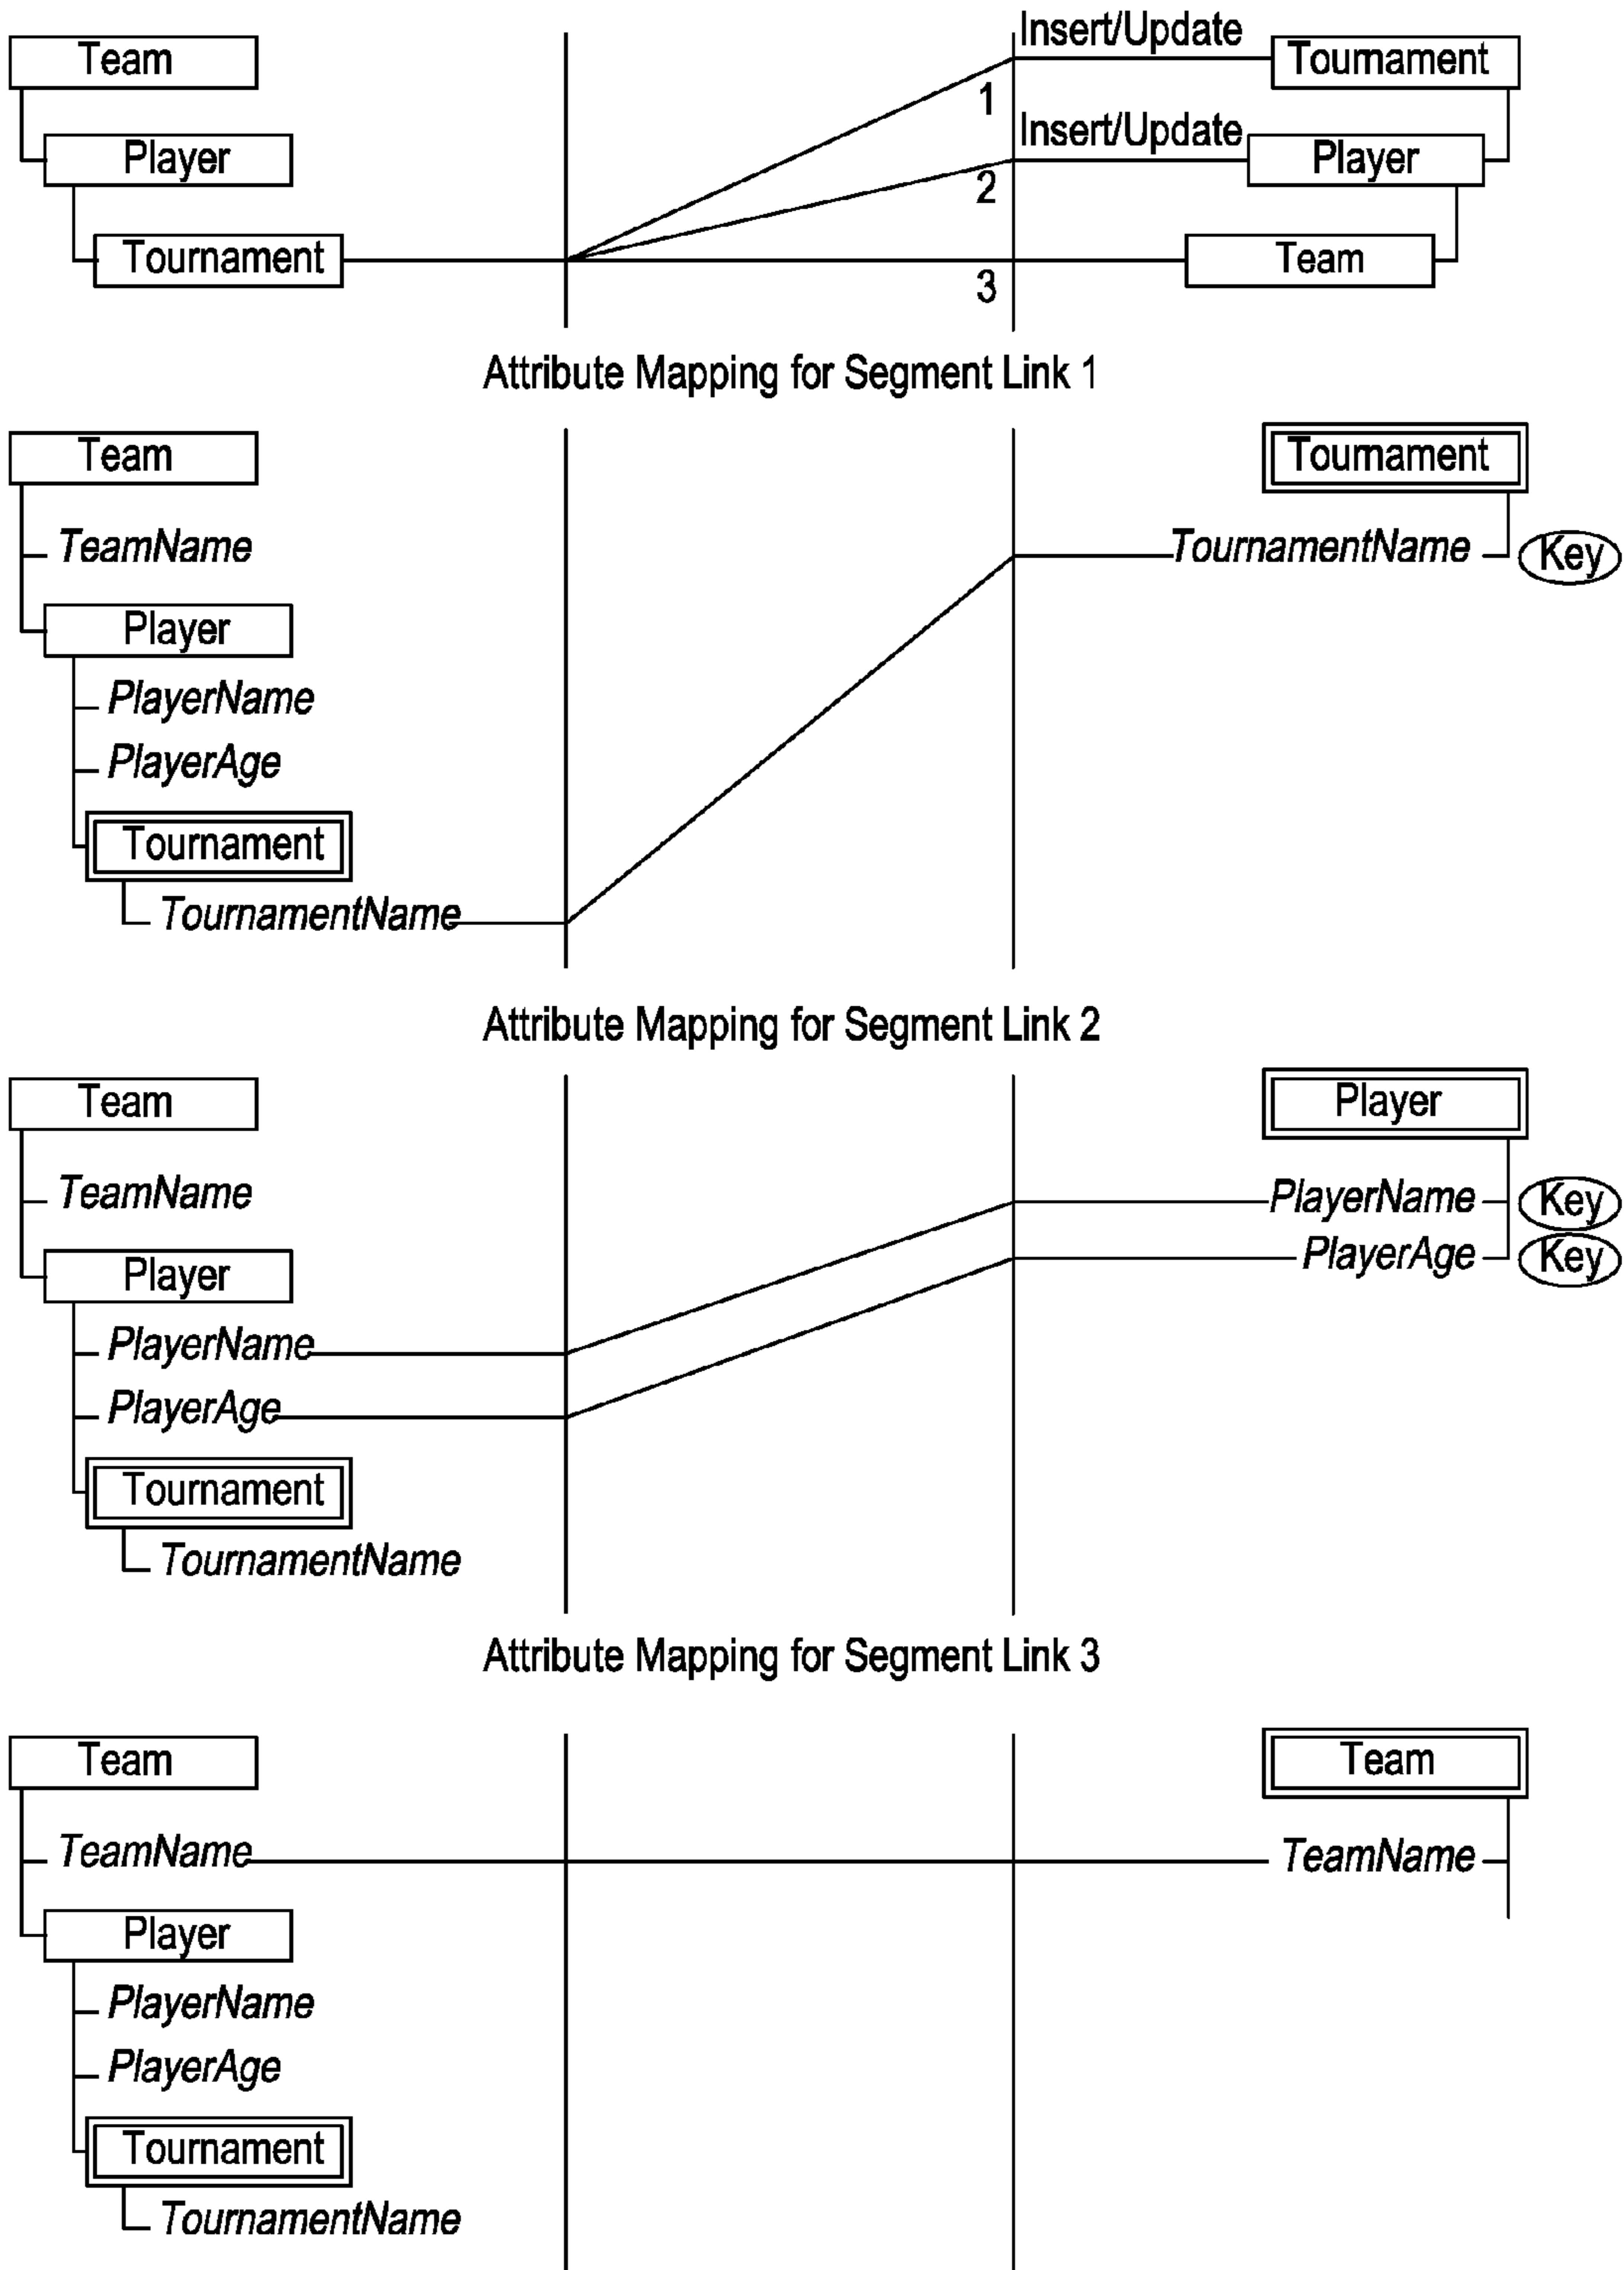 Insert/Update
Team
Tournament
1
Insert/Update
Player
Player
2
Tournament
Team
3
Attribute Mapping for Segment Link 1
Team
Tournament
TeamName
TournamentName
Key
Player
PlayerName
PlayerAge
Tournament
TournamentName
Attribute Mapping for Segment Link 2
Team
Player
TeamName
PlayerName
Key
PlayerAge
Key
Player
PlayerName
PlayerAge
Tournament
TournamentName
Attribute Mapping for Segment Link 3
Team
Team
TeamName
TeamName
Player
PlayerName
PlayerAge
Tournament
TournamentName